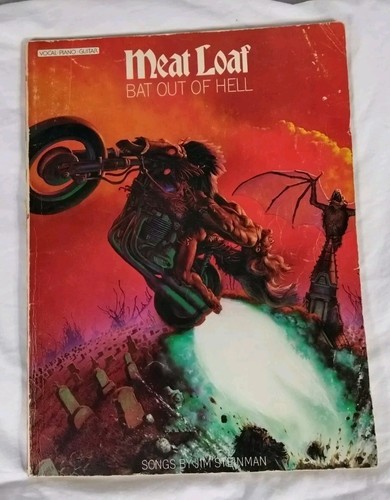 VOCAL · PIANO · GUITAR
Meat Loaf
BAT OUT OF HELL
SONGS BY JIM STEINMAN